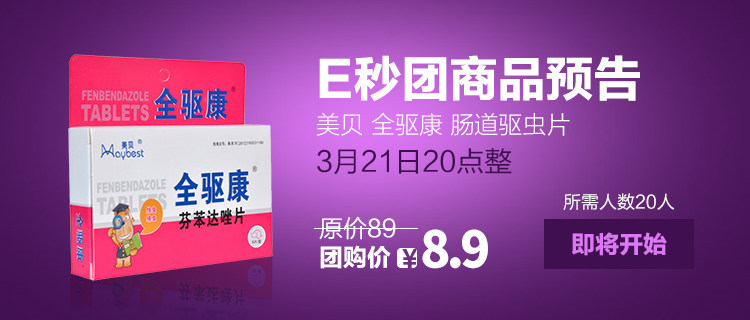 E秒团商品预告
美贝 全驱康 肠道驱虫片
3月21日20点整
所需人数20人
原价89
团购价 ¥8.9
即将开始
FENBENDAZOLE
TABLETS
全驱康
美贝
Maybest
FENBENDAZOLE
TABLETS
全驱康®
芬苯达唑片